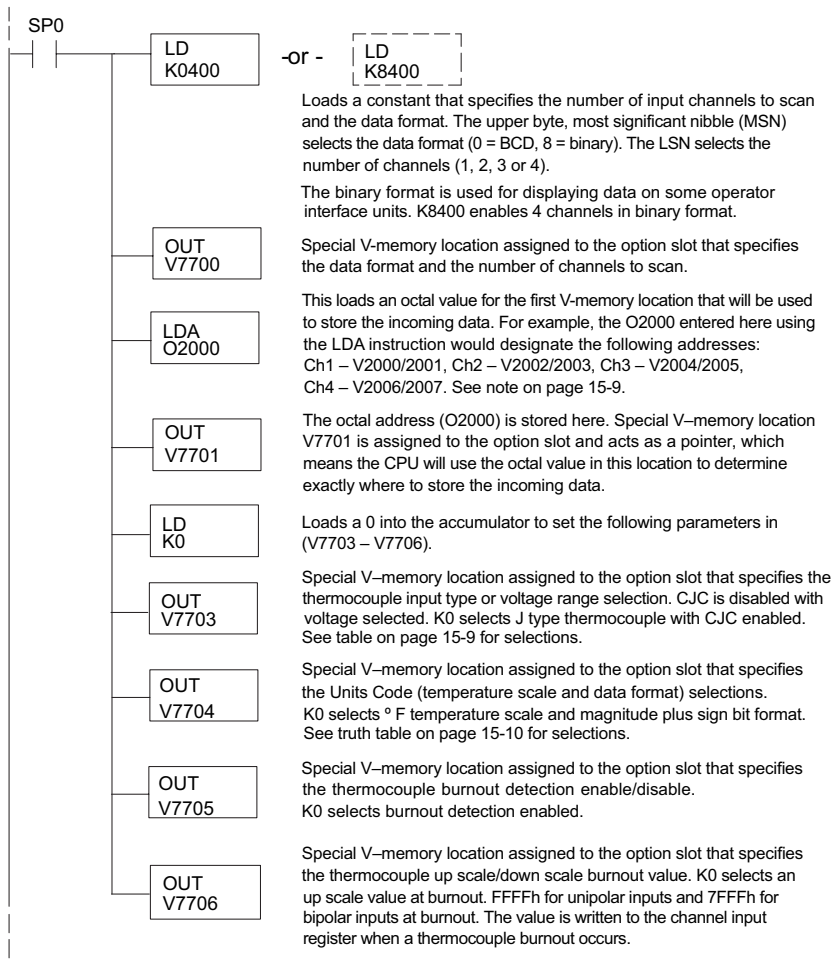 SP0
LD
K0400
-or -
LD
K8400
Loads a constant that specifies the number of input channels to scan
and the data format. The upper byte, most significant nibble (MSN)
selects the data format (0 = BCD, 8 = binary). The LSN selects the
number of channels (1, 2, 3 or 4).
The binary format is used for displaying data on some operator
interface units. K8400 enables 4 channels in binary format.
OUT
V7700
Special V-memory location assigned to the option slot that specifies
the data format and the number of channels to scan.
LDA
O2000
This loads an octal value for the first V-memory location that will be used
to store the incoming data. For example, the O2000 entered here using
the LDA instruction would designate the following addresses:
Ch1 – V2000/2001, Ch2 – V2002/2003, Ch3 – V2004/2005,
Ch4 – V2006/2007. See note on page 15-9.
OUT
V7701
The octal address (O2000) is stored here. Special V–memory location
V7701 is assigned to the option slot and acts as a pointer, which
means the CPU will use the octal value in this location to determine
exactly where to store the incoming data.
LD
K0
Loads a 0 into the accumulator to set the following parameters in
(V7703 – V7706).
OUT
V7703
Special V–memory location assigned to the option slot that specifies the
thermocouple input type or voltage range selection. CJC is disabled with
voltage selected. K0 selects J type thermocouple with CJC enabled.
See table on page 15-9 for selections.
OUT
V7704
Special V–memory location assigned to the option slot that specifies
the Units Code (temperature scale and data format) selections.
K0 selects º F temperature scale and magnitude plus sign bit format.
See truth table on page 15-10 for selections.
OUT
V7705
Special V–memory location assigned to the option slot that specifies
the thermocouple burnout detection enable/disable.
K0 selects burnout detection enabled.
OUT
V7706
Special V–memory location assigned to the option slot that specifies
the thermocouple up scale/down scale burnout value. K0 selects an
up scale value at burnout. FFFFh for unipolar inputs and 7FFFh for
bipolar inputs at burnout. The value is written to the channel input
register when a thermocouple burnout occurs.